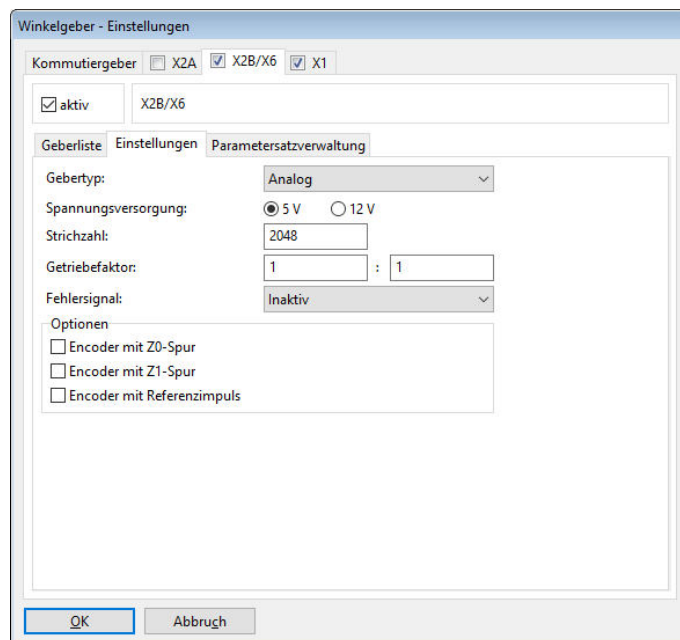 Winkelgeber - Einstellungen
Kommutiergeber X2A X2B/X6 X1
aktiv X2B/X6
Geberliste Einstellungen Parametersatzverwaltung
Gebertyp: Analog
Spannungsversorgung: 5 V 12 V
Strichzahl: 2048
Getriebefaktor: 1 : 1
Fehlersignal: Inaktiv
Optionen
Encoder mit Z0-Spur
Encoder mit Z1-Spur
Encoder mit Referenzimpuls
OK Abbruch